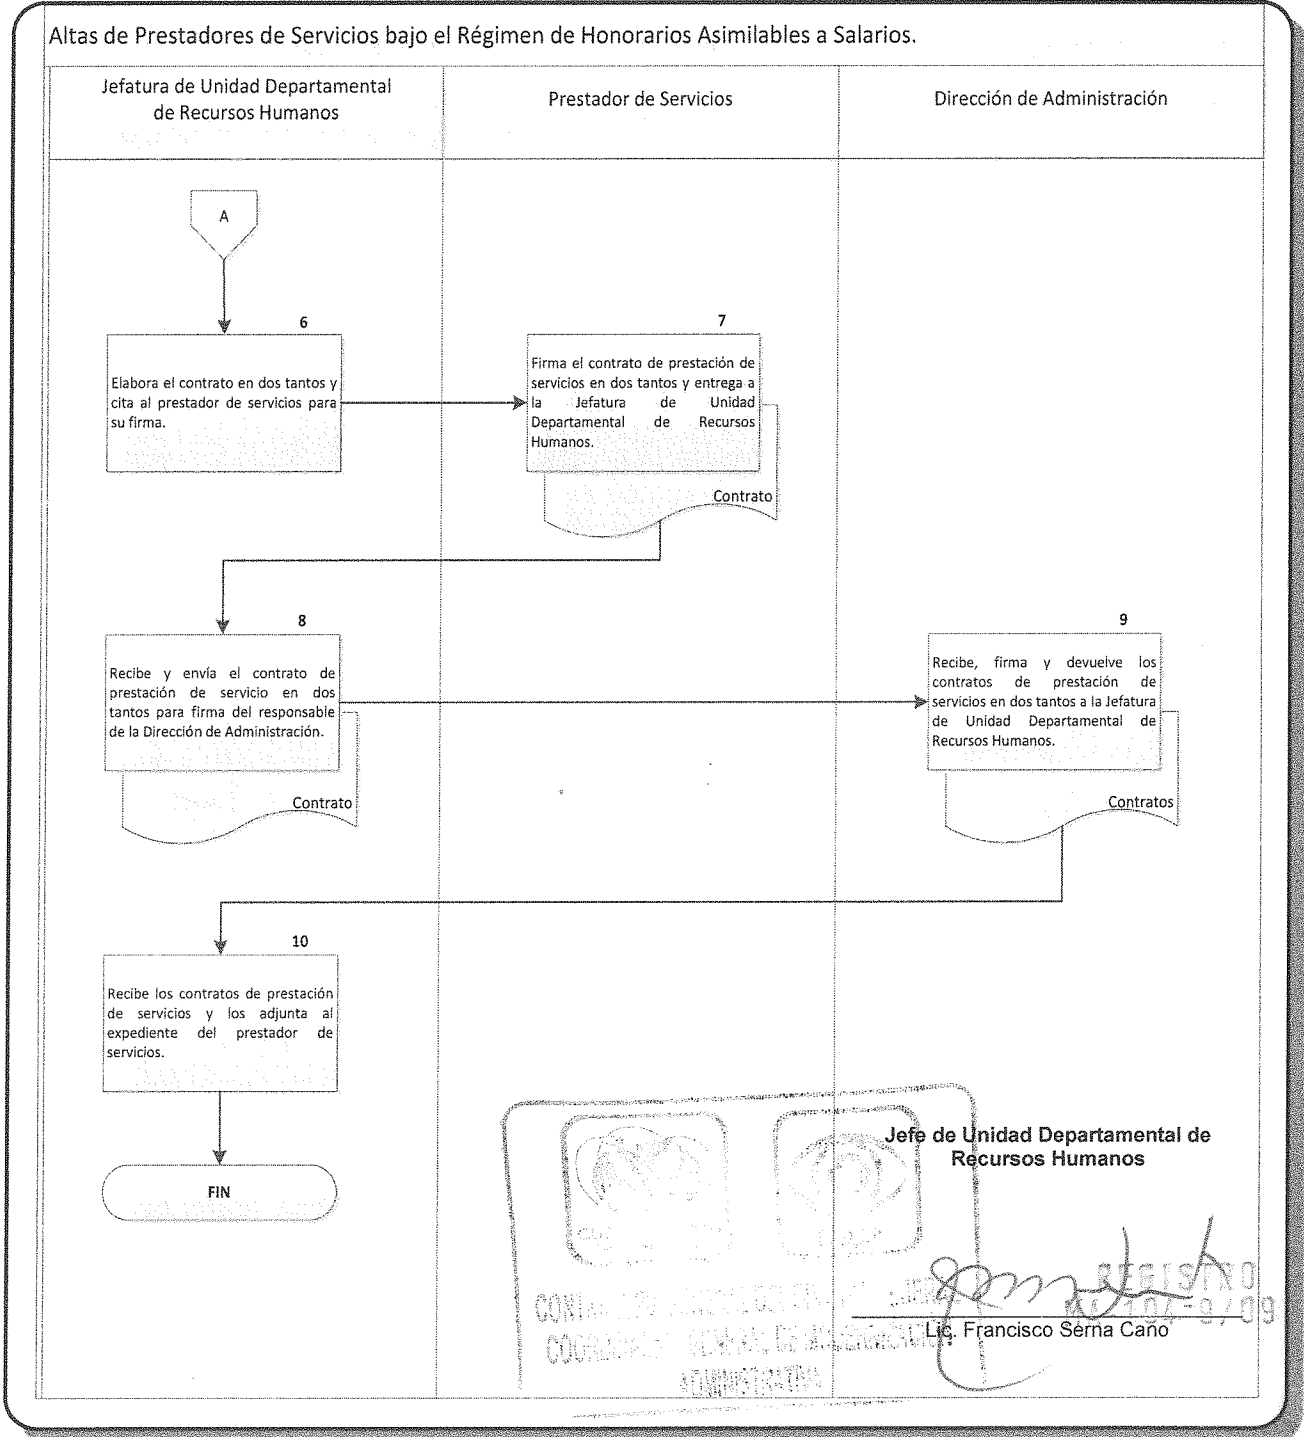 Altas de Prestadores de Servicios bajo el Régimen de Honorarios Asimilables a Salarios.
Jefatura de Unidad Departamental
de Recursos Humanos
Prestador de Servicios
Dirección de Administración
A
6
Elabora el contrato en dos tantos y
cita al prestador de servicios para
su firma.
7
Firma el contrato de prestación de
servicios en dos tantos y entrega a
la Jefatura de Unidad
Departamental de Recursos
Humanos.
Contrato
8
Recibe y envía el contrato de
prestación de servicio en dos
tantos para firma del responsable
de la Dirección de Administración.
Contrato
9
Recibe, firma y devuelve los
contratos de prestación de
servicios en dos tantos a la Jefatura
de Unidad Departamental de
Recursos Humanos.
Contratos
10
Recibe los contratos de prestación
de servicios y los adjunta al
expediente del prestador de
servicios.
FIN
Jefe de Unidad Departamental de
Recursos Humanos
REGISTRO
Lic. Francisco Serna Cano
ADMINISTRATIVA